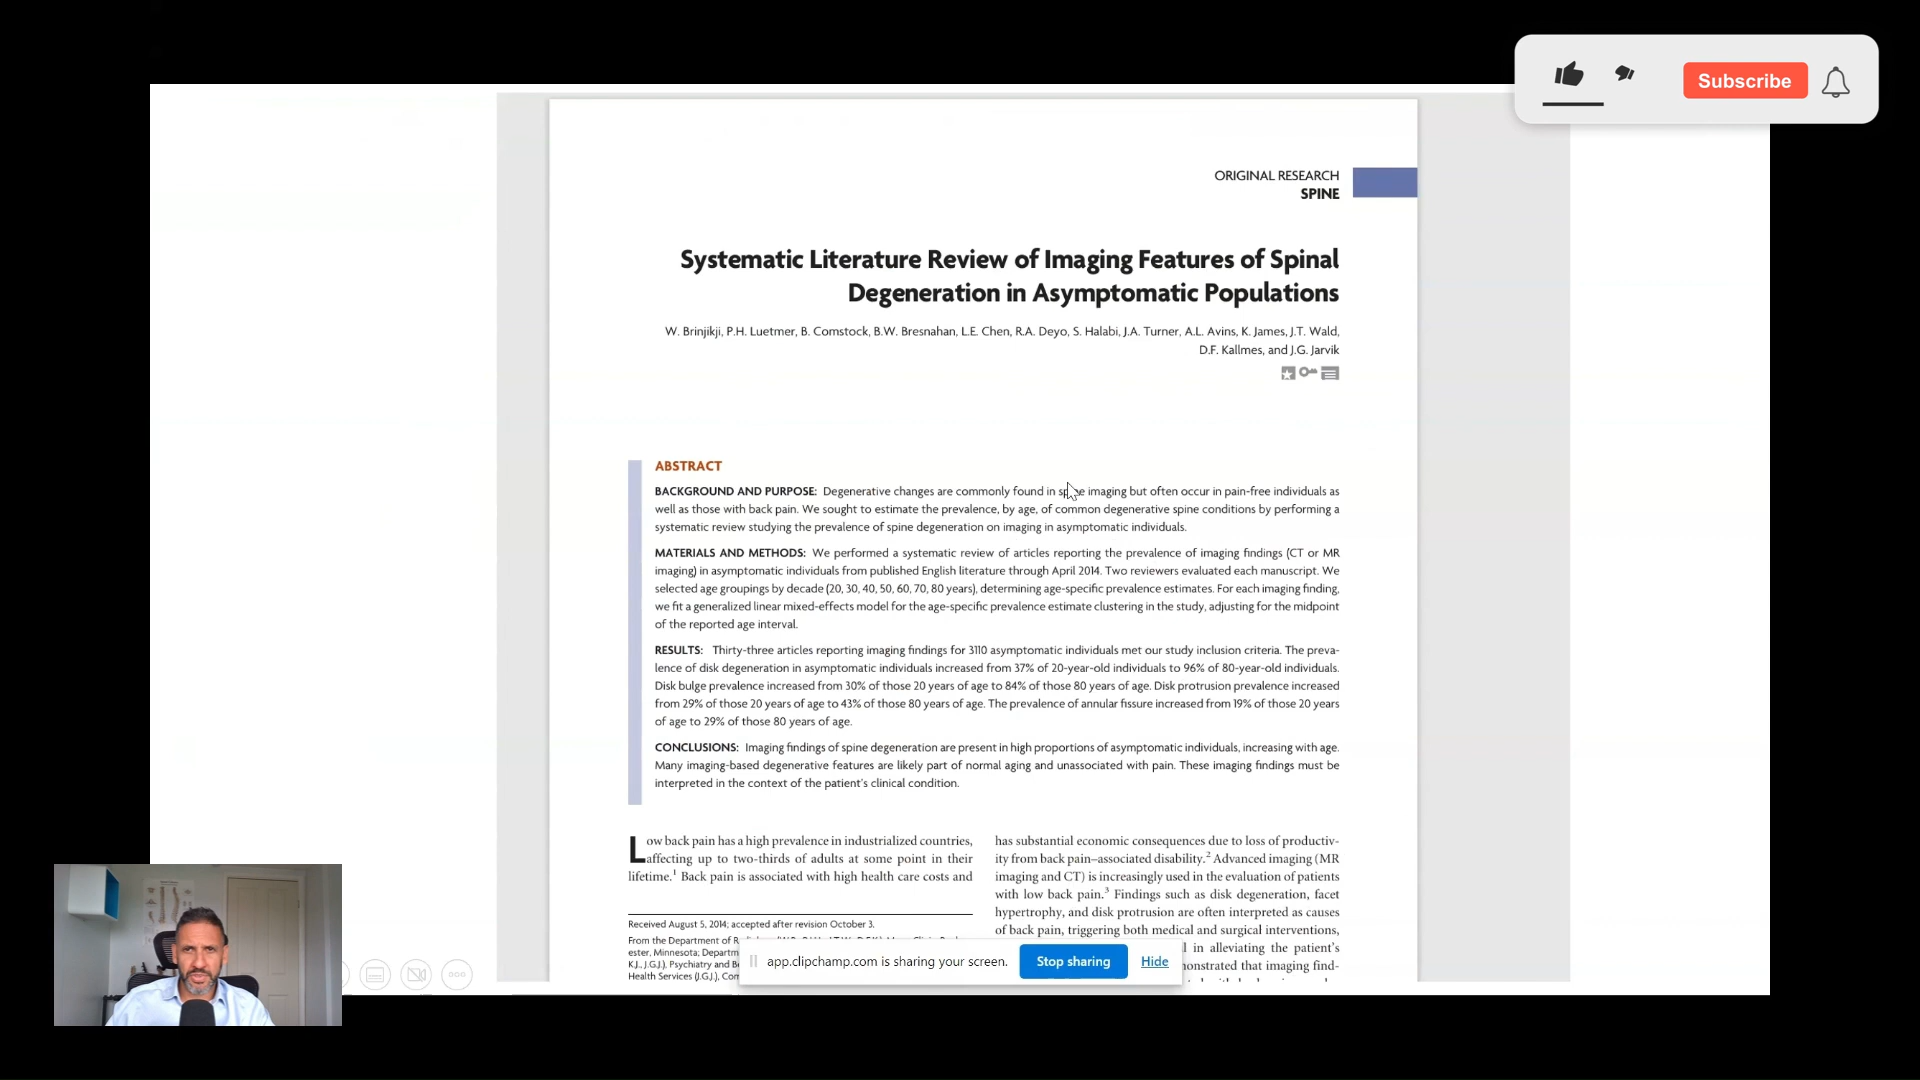 Subscribe
ORIGINAL RESEARCH
SPINE
Systematic Literature Review of Imaging Features of Spinal
Degeneration in Asymptomatic Populations
W. Brinjikji, P.H. Luetmer, B. Comstock, B.W. Bresnahan, L.E. Chen, R.A. Deyo, S. Halabi, J.A. Turner, A.L. Avins, K. James, J.T. Wald,
D.F. Kallmes, and J.G. Jarvik
ABSTRACT
BACKGROUND AND PURPOSE: Degenerative changes are commonly found in spine imaging but often occur in pain-free individuals as
well as those with back pain. We sought to estimate the prevalence, by age, of common degenerative spine conditions by performing a
systematic review studying the prevalence of spine degeneration on imaging in asymptomatic individuals.
MATERIALS AND METHODS: We performed a systematic review of articles reporting the prevalence of imaging findings (CT or MR
imaging) in asymptomatic individuals from published English literature through April 2014. Two reviewers evaluated each manuscript. We
selected age groupings by decade (20, 30, 40, 50, 60, 70, 80 years), determining age-specific prevalence estimates. For each imaging finding,
we fit a generalized linear mixed-effects model for the age-specific prevalence estimate clustering in the study, adjusting for the midpoint
of the reported age interval.
RESULTS: Thirty-three articles reporting imaging findings for 3110 asymptomatic individuals met our study inclusion criteria. The preva-
lence of disk degeneration in asymptomatic individuals increased from 37% of 20-year-old individuals to 96% of 80-year-old individuals.
Disk bulge prevalence increased from 30% of those 20 years of age to 84% of those 80 years of age. Disk protrusion prevalence increased
from 29% of those 20 years of age to 43% of those 80 years of age. The prevalence of annular fissure increased from 19% of those 20 years
of age to 29% of those 80 years of age.
CONCLUSIONS: Imaging findings of spine degeneration are present in high proportions of asymptomatic individuals, increasing with age.
Many imaging-based degenerative features are likely part of normal aging and unassociated with pain. These imaging findings must be
interpreted in the context of the patient's clinical condition.
Low back pain has a high prevalence in industrialized countries,
affecting up to two-thirds of adults at some point in their
lifetime.1 Back pain is associated with high health care costs and
Received August 5, 2014; accepted after revision October 3.
From the Department of
ester, Minnesota;
K.J., J.G.J.), Psychiatry and
Health Services (J.G.J.),
has substantial economic consequences due to loss of productiv-
ity from back pain–associated disability.2 Advanced imaging (MR
imaging and CT) is increasingly used in the evaluation of patients
with low back pain.3 Findings such as disk degeneration, facet
hypertrophy, and disk protrusion are often interpreted as causes
of back pain, triggering both medical and surgical interventions,
in alleviating the patient's
that imaging find-
app.clipchamp.com is sharing your screen.
Stop sharing
Hide